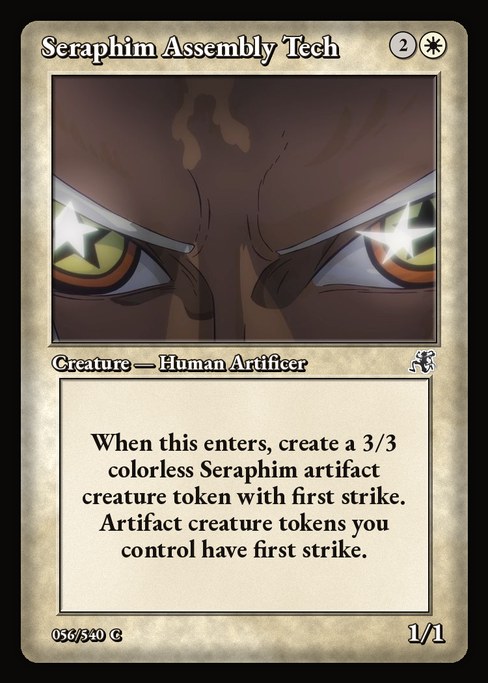 Seraphim Assembly Tech 2
Creature — Human Artificer
When this enters, create a 3/3
colorless Seraphim artifact
creature token with first strike.
Artifact creature tokens you
control have first strike.
056/540 C 1/1